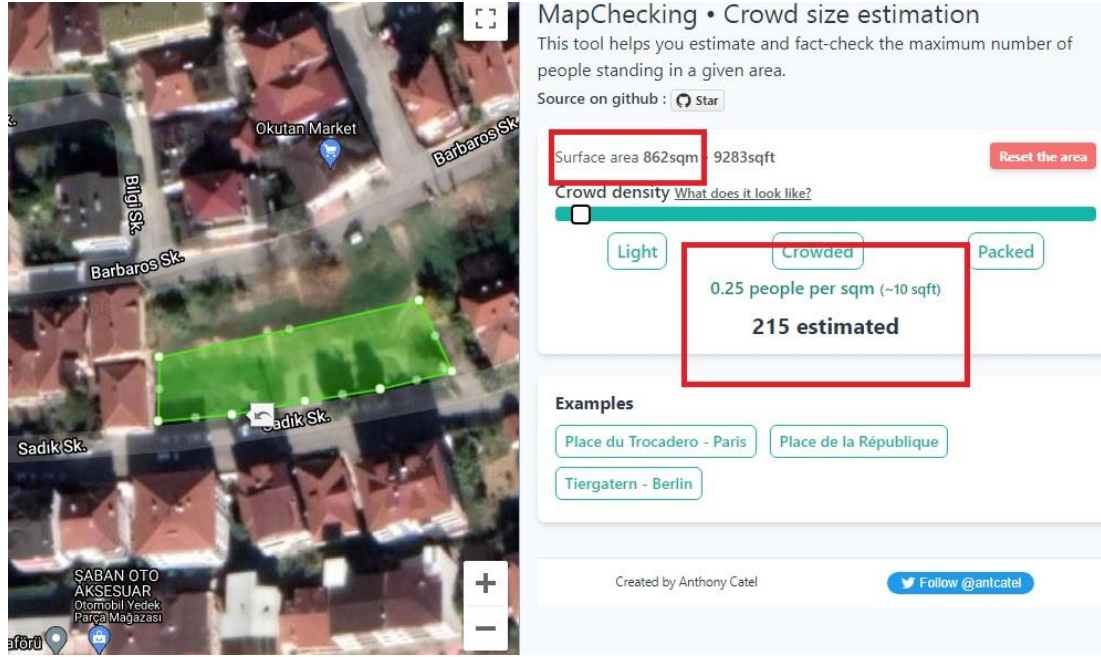 Okutan Market
Barbaros Sk
Bilgi Sk.
Barbaros Sk.
Sadık Sk.
Sadık Sk.
ŞABAN OTO
AKSESUAR
Otomobil Yedek
Parça Mağazası
aförü
MapChecking • Crowd size estimation
This tool helps you estimate and fact-check the maximum number of
people standing in a given area.
Source on github : Star
Surface area 862sqm 9283sqft
Reset the area
Crowd density What does it look like?
Light
Crowded
Packed
0.25 people per sqm (~10 sqft)
215 estimated
Examples
Place du Trocadero - Paris
Place de la République
Tiergatern - Berlin
Created by Anthony Catel
Follow @antcatel